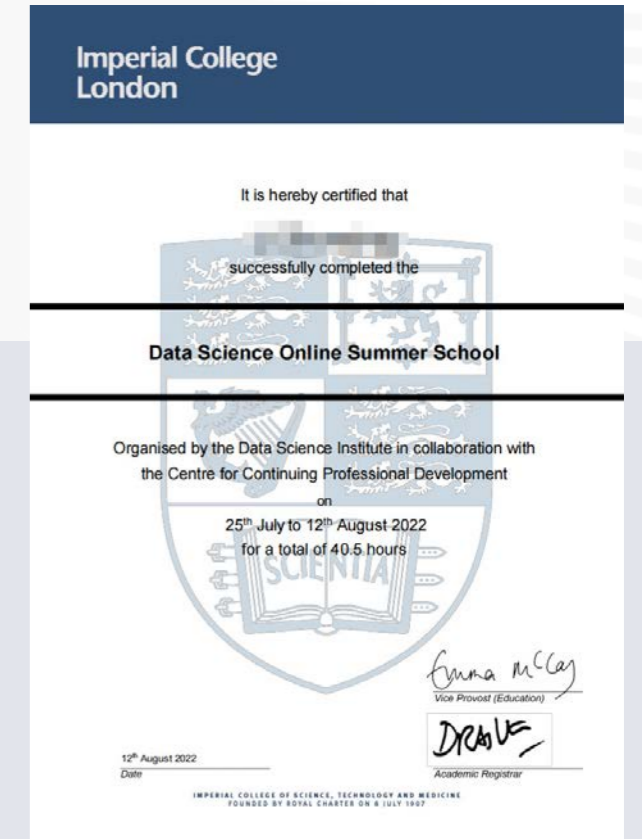 Imperial College
London
It is hereby certified that
successfully completed the
Data Science Online Summer School
Organised by the Data Science Institute in collaboration with
the Centre for Continuing Professional Development
on
25th July to 12th August 2022
for a total of 40.5 hours
SCIENTIA
Vice Provost (Education)
12th August 2022
Date
Academic Registrar
IMPERIAL COLLEGE OF SCIENCE, TECHNOLOGY AND MEDICINE
FOUNDED BY ROYAL CHARTER ON 8 JULY 1907